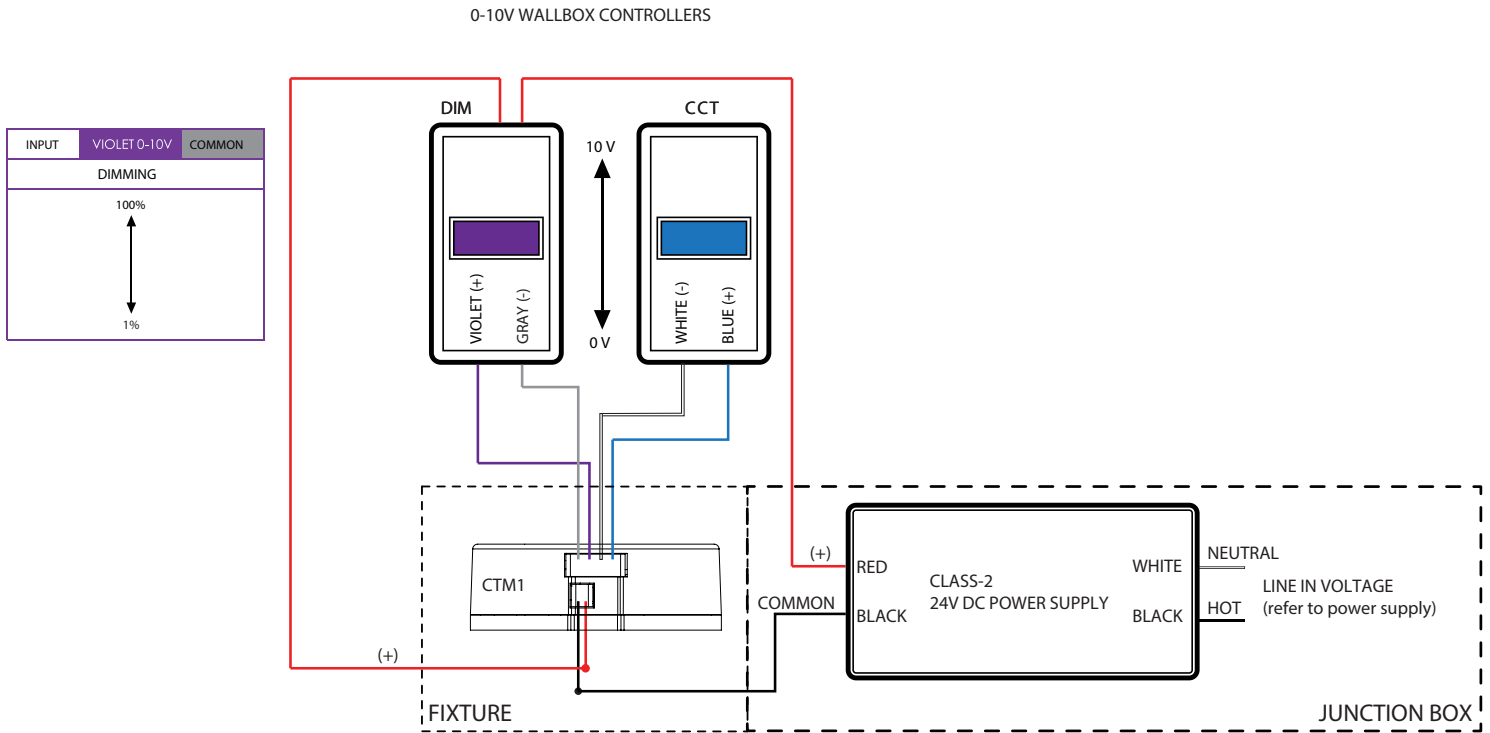 0-10V WALLBOX CONTROLLERS
DIM
CCT
INPUT
VIOLET 0-10V
COMMON
DIMMING
100%
1%
10 V
0 V
VIOLET (+)
GRAY (-)
WHITE (-)
BLUE (+)
CTM1
(+)
COMMON
(+)
RED
BLACK
CLASS-2
24V DC POWER SUPPLY
WHITE
BLACK
NEUTRAL
HOT
LINE IN VOLTAGE
(refer to power supply)
FIXTURE
JUNCTION BOX